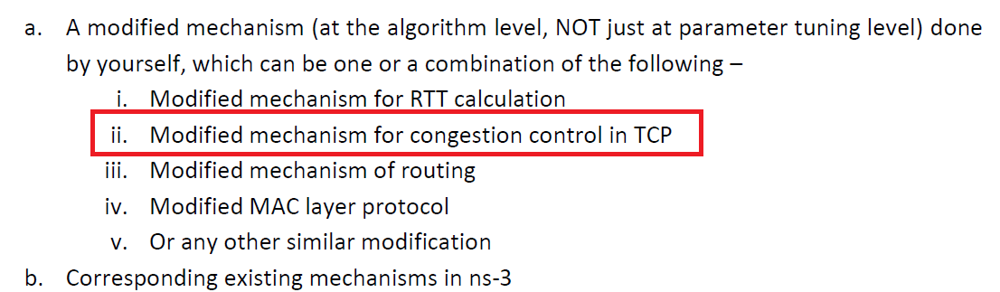 a. A modified mechanism (at the algorithm level, NOT just at parameter tuning level) done
by yourself, which can be one or a combination of the following –
i. Modified mechanism for RTT calculation
ii. Modified mechanism for congestion control in TCP
iii. Modified mechanism of routing
iv. Modified MAC layer protocol
v. Or any other similar modification
b. Corresponding existing mechanisms in ns-3